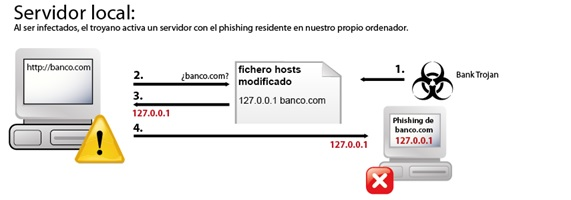 Servidor local:
Al ser infectados, el troyano activa un servidor con el phishing residente en nuestro propio ordenador.
http://banco.com
2.
¿banco.com?
fichero hosts
modificado
127.0.0.1 banco.com
1.
Bank Trojan
3.
127.0.0.1
4.
127.0.0.1
Phishing de
banco.com
127.0.0.1